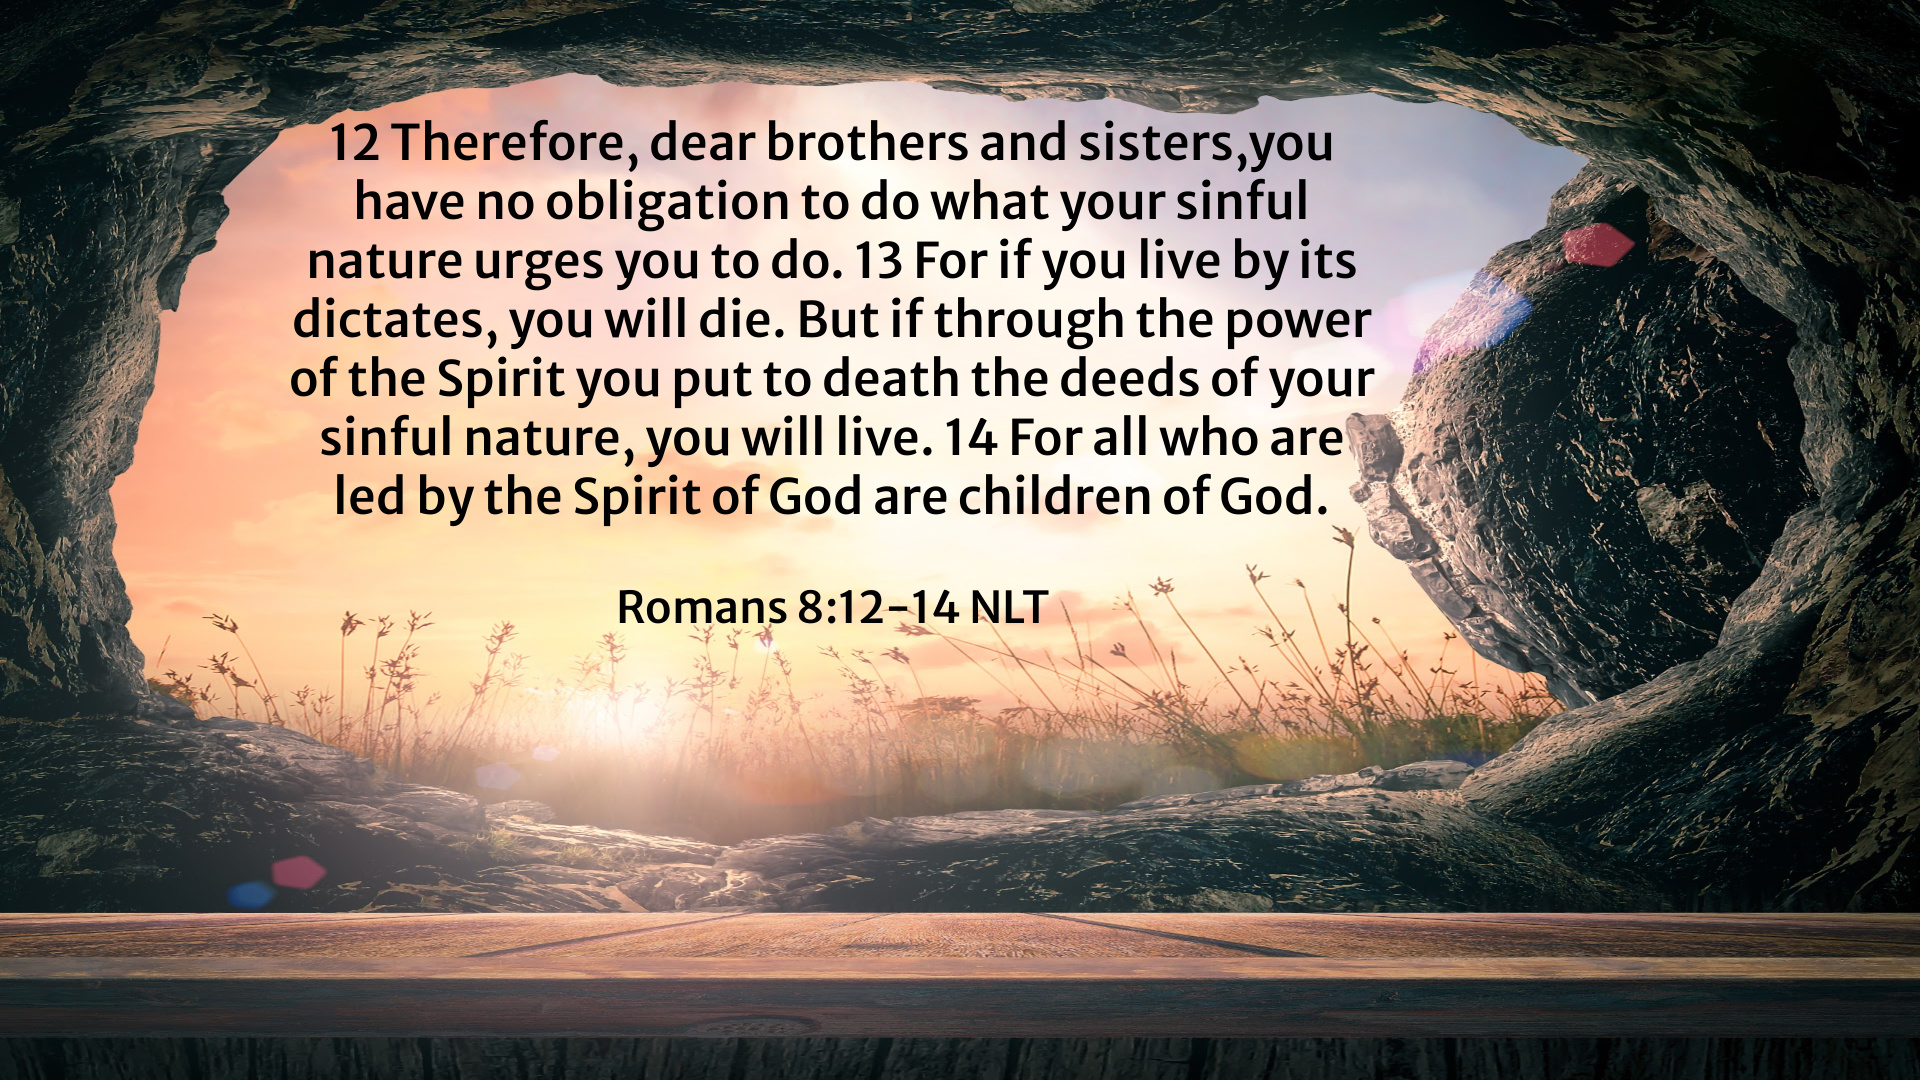 12 Therefore, dear brothers and sisters,you
have no obligation to do what your sinful
nature urges you to do. 13 For if you live by its
dictates, you will die. But if through the power
of the Spirit you put to death the deeds of your
sinful nature, you will live. 14 For all who are
led by the Spirit of God are children of God.
Romans 8:12-14 NLT